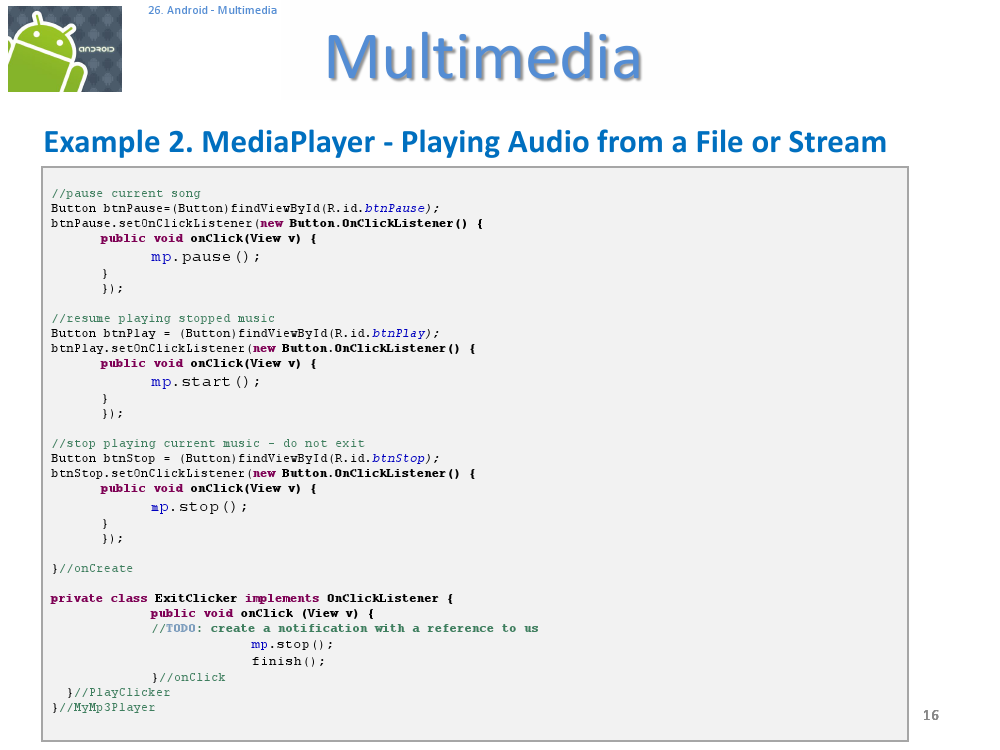 26. Android - Multimedia
ANDROID
Multimedia
Example 2. MediaPlayer - Playing Audio from a File or Stream
//pause current song
Button btnPause=(Button)findViewById(R.id.btnPause);
btnPause.setOnClickListener(new Button.OnClickListener() {
public void onClick(View v) {
mp.pause();
}
});
//resume playing stopped music
Button btnPlay = (Button)findViewById(R.id.btnPlay);
btnPlay.setOnClickListener(new Button.OnClickListener() {
public void onClick(View v) {
mp.start();
}
});
//stop playing current music - do not exit
Button btnStop = (Button)findViewById(R.id.btnStop);
btnStop.setOnClickListener(new Button.OnClickListener() {
public void onClick(View v) {
mp.stop();
}
});
}//onCreate
private class ExitClicker implements OnClickListener {
public void onClick (View v) {
//TODO: create a notification with a reference to us
mp.stop();
finish();
}//onClick
}//PlayClicker
}//MyMp3Player
16